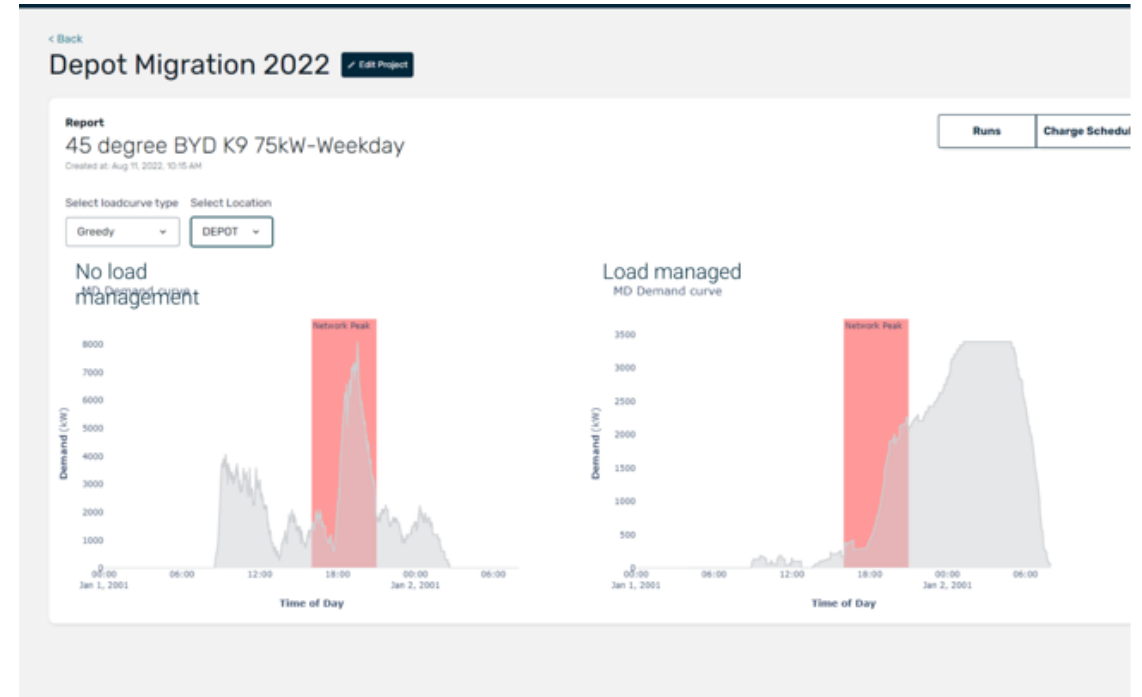 < Back
Depot Migration 2022
Edit Project
Report
45 degree BYD K9 75kW-Weekday
Created at: Aug 11, 2022, 10:15 AM
Runs
Charge Schedul
Select loadcurve type
Select Location
Greedy
DEPOT
No load
management
MD Demand curve
Network Peak
8000
7000
6000
5000
4000
3000
2000
1000
0
Demand (kW)
00:00
Jan 1, 2001
06:00
12:00
18:00
00:00
Jan 2, 2001
06:00
Time of Day
Load managed
MD Demand curve
Network Peak
3500
3000
2500
2000
1500
1000
500
0
Demand (kW)
00:00
Jan 1, 2001
06:00
12:00
18:00
00:00
Jan 2, 2001
06:00
Time of Day